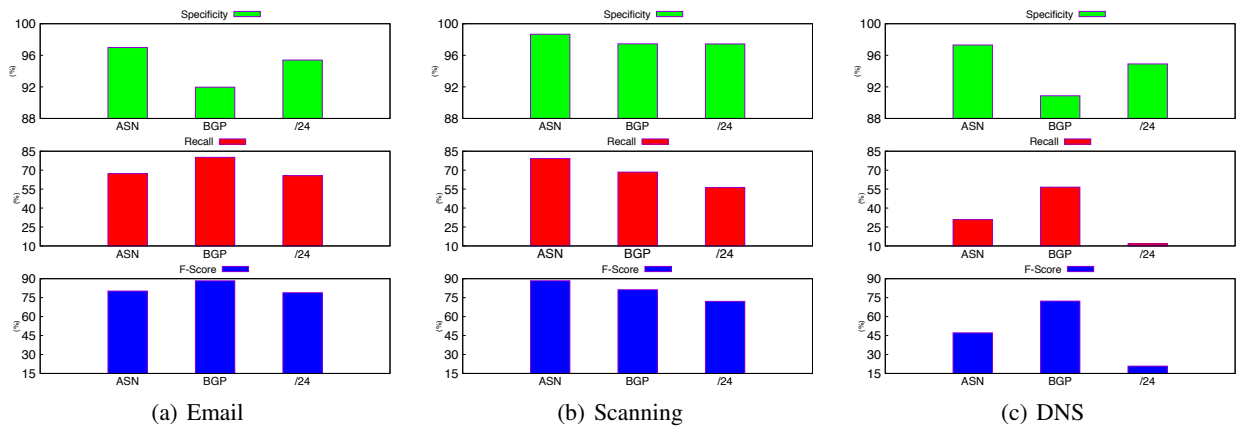 Specificity
100
96
92
88
(%)
ASN BGP /24
Recall
85
70
55
40
25
10
(%)
ASN BGP /24
F-Score
90
75
60
45
30
15
(%)
ASN BGP /24
(a) Email
Specificity
100
96
92
88
(%)
ASN BGP /24
Recall
85
70
55
40
25
10
(%)
ASN BGP /24
F-Score
90
75
60
45
30
15
(%)
ASN BGP /24
(b) Scanning
Specificity
100
96
92
88
(%)
ASN BGP /24
Recall
85
70
55
40
25
10
(%)
ASN BGP /24
F-Score
90
75
60
45
30
15
(%)
ASN BGP /24
(c) DNS